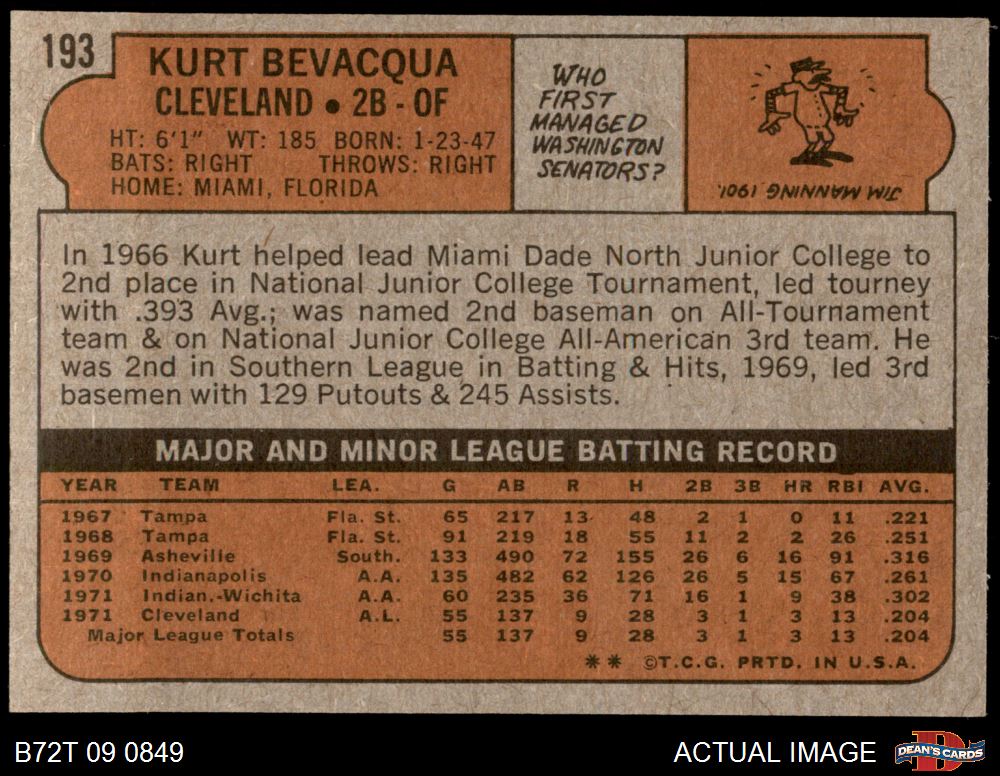 193
KURT BEVACQUA
CLEVELAND • 2B - OF
HT: 6'1" WT: 185 BORN: 1-23-47
BATS: RIGHT THROWS: RIGHT
HOME: MIAMI, FLORIDA
WHO
FIRST
MANAGED
WASHINGTON
SENATORS?
JIM MANNING 1901.
In 1966 Kurt helped lead Miami Dade North Junior College to
2nd place in National Junior College Tournament, led tourney
with .393 Avg.; was named 2nd baseman on All-Tournament
team & on National Junior College All-American 3rd team. He
was 2nd in Southern League in Batting & Hits, 1969, led 3rd
basemen with 129 Putouts & 245 Assists.
MAJOR AND MINOR LEAGUE BATTING RECORD
YEAR TEAM LEA. G AB R H 2B 3B HR RBI AVG.
1967 Tampa Fla. St. 65 217 13 48 2 1 0 11 .221
1968 Tampa Fla. St. 91 219 18 55 11 2 2 26 .251
1969 Asheville South. 133 490 72 155 26 6 16 91 .316
1970 Indianapolis A.A. 135 482 62 126 26 5 15 67 .261
1971 Indian.-Wichita A.A. 60 235 36 71 16 1 9 38 .302
1971 Cleveland A.L. 55 137 9 28 3 1 3 13 .204
Major League Totals 55 137 9 28 3 1 3 13 .204
** ©T.C.G. PRTD. IN U.S.A.
B72T 09 0849
ACTUAL IMAGE
D
DEAN'S CARDS